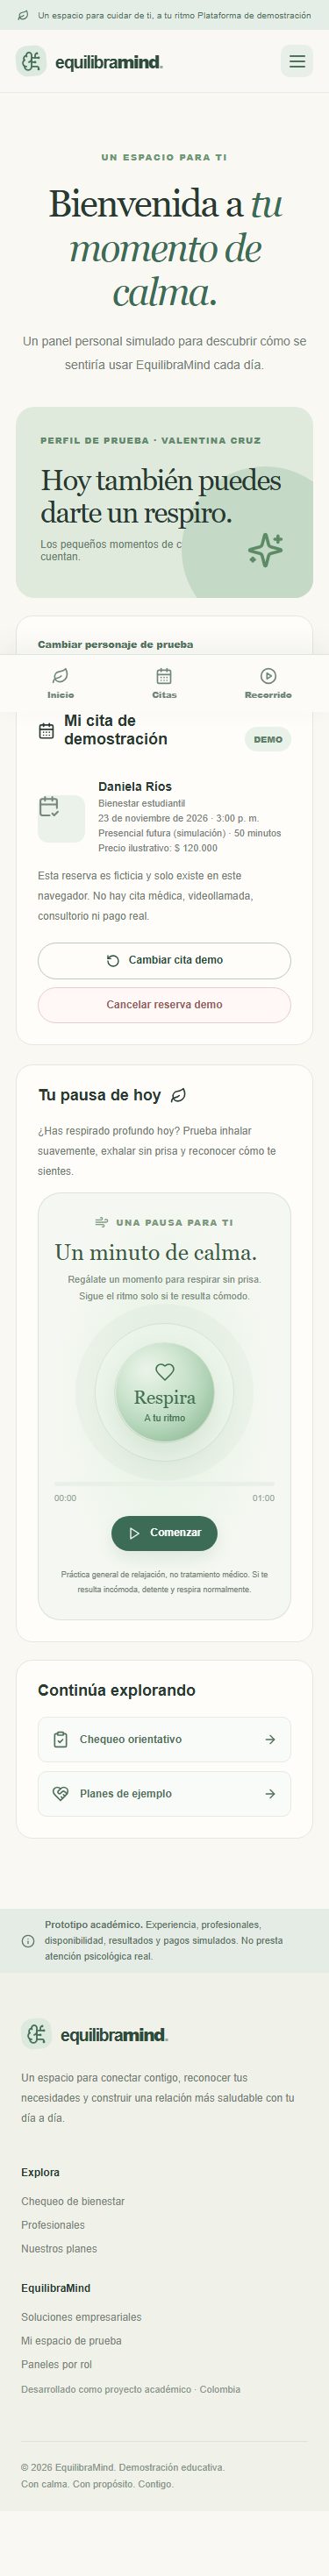 Un espacio para cuidar de ti, a tu ritmo Plataforma de demostración
equilibramind.
UN ESPACIO PARA TI
Bienvenida a tu
momento de
calma.
Un panel personal simulado para descubrir cómo se
sentiría usar EquilibraMind cada día.
PERFIL DE PRUEBA · VALENTINA CRUZ
Hoy también puedes
darte un respiro.
Los pequeños momentos de c
cuentan.
Cambiar personaje de prueba
Inicio
Citas
Recorrido
Mi cita de
demostración
DEMO
Daniel Ríos
Bienestar estudiantil
23 de noviembre de 2026 · 3:00 p. m.
Presencial futura (simulación) · 50 minutos
Precio ilustrativo: $ 120.000
Esta reserva es ficticia y solo existe en este
navegador. No hay cita médica, videollamada,
consultorio ni pago real.
Cambiar cita demo
Cancelar reserva demo
Tu pausa de hoy
¿Has respirado profundo hoy? Prueba inhalar
suavemente, exhalar sin prisa y reconocer cómo te
sientes.
UNA PAUSA PARA TI
Un minuto de calma.
Regálate un momento para respirar sin prisa.
Sigue el ritmo solo si te resulta cómodo.
Respira
A tu ritmo
00:00
01:00
Comenzar
Práctica general de relajación, no tratamiento médico. Si te
resulta incómoda, detente y respira normalmente.
Continúa explorando
Chequeo orientativo
Planes de ejemplo
Prototipo académico. Experiencia, profesionales,
disponibilidad, resultados y pagos simulados. No presta
atención psicológica real.
equilibramind.
Un espacio para conectar contigo, reconocer tus
necesidades y construir una relación más saludable con tu
día a día.
Explora
Chequeo de bienestar
Profesionales
Nuestros planes
EquilibraMind
Soluciones empresariales
Mi espacio de prueba
Paneles por rol
Desarrollado como proyecto académico · Colombia
© 2026 EquilibraMind. Demostración educativa.
Con calma. Con propósito. Contigo.